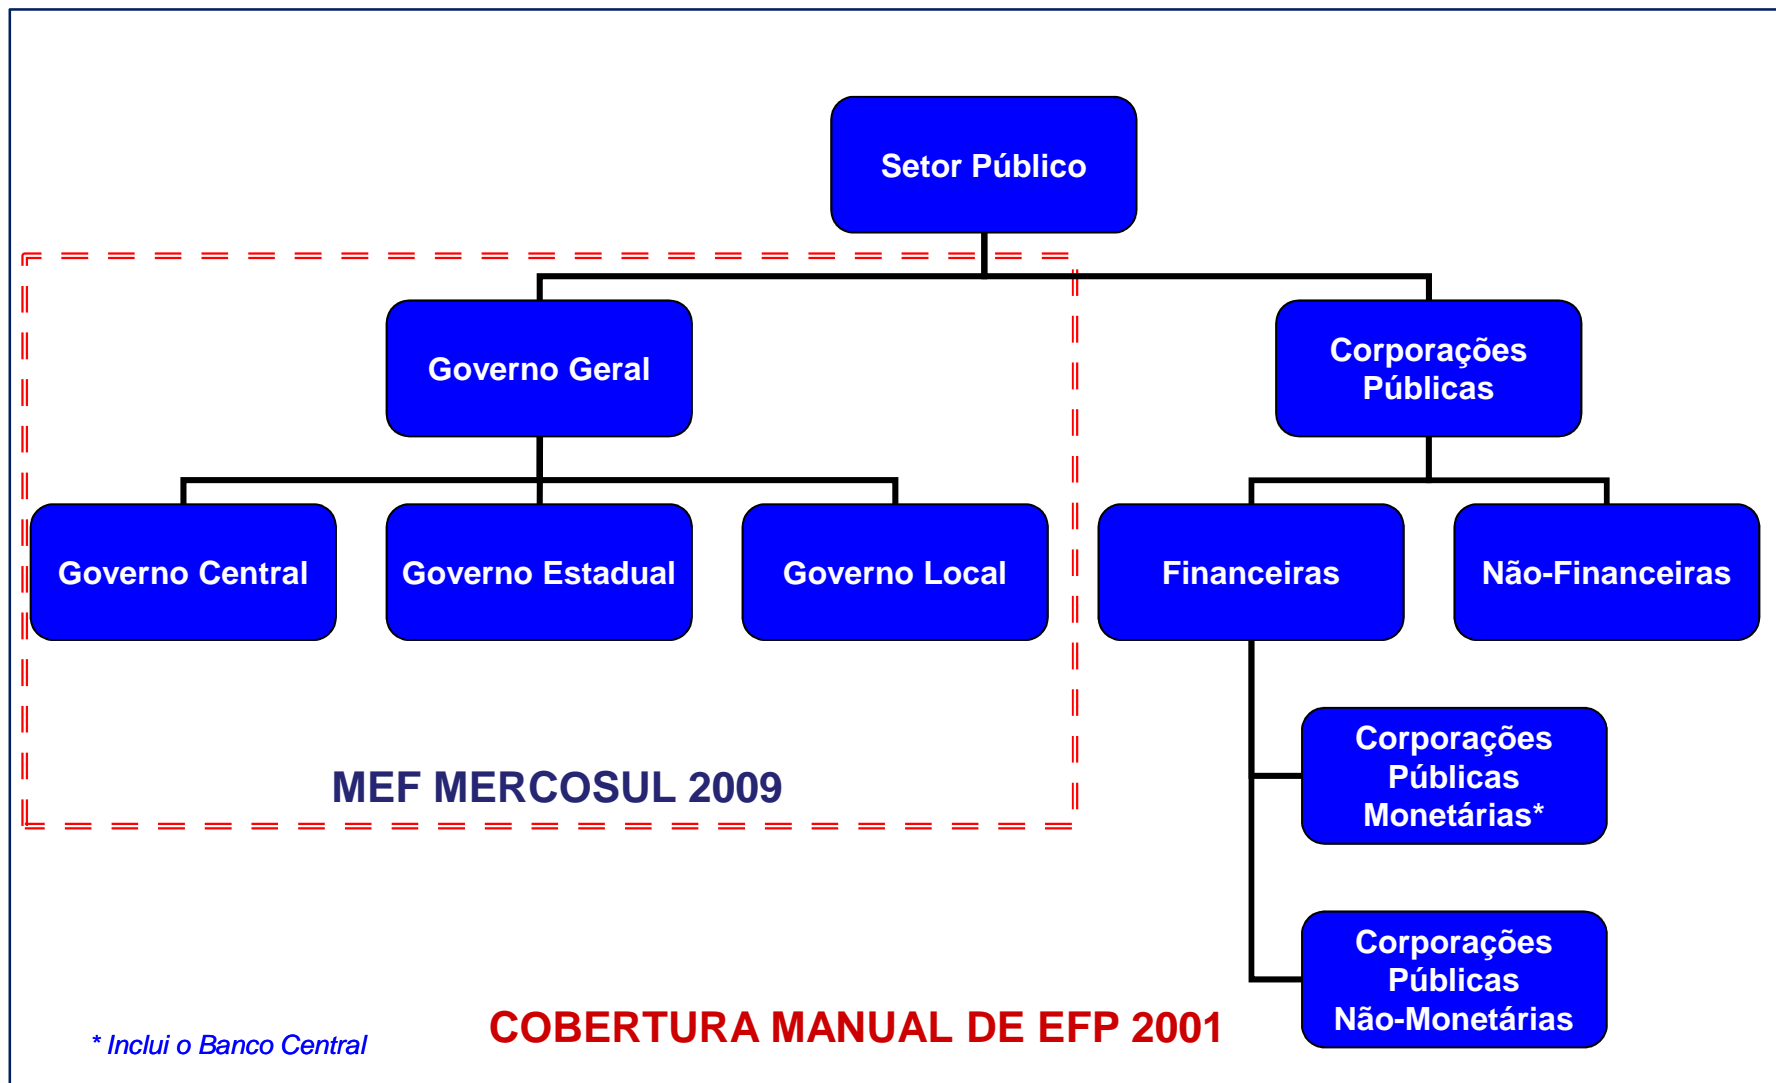 Setor Público
Governo Geral
Corporações
Públicas
Governo Central
Governo Estadual
Governo Local
Financeiras
Não-Financeiras
MEF MERCOSUL 2009
Corporações
Públicas
Monetárias*
Corporações
Públicas
Não-Monetárias
COBERTURA MANUAL DE EFP 2001
* Inclui o Banco Central